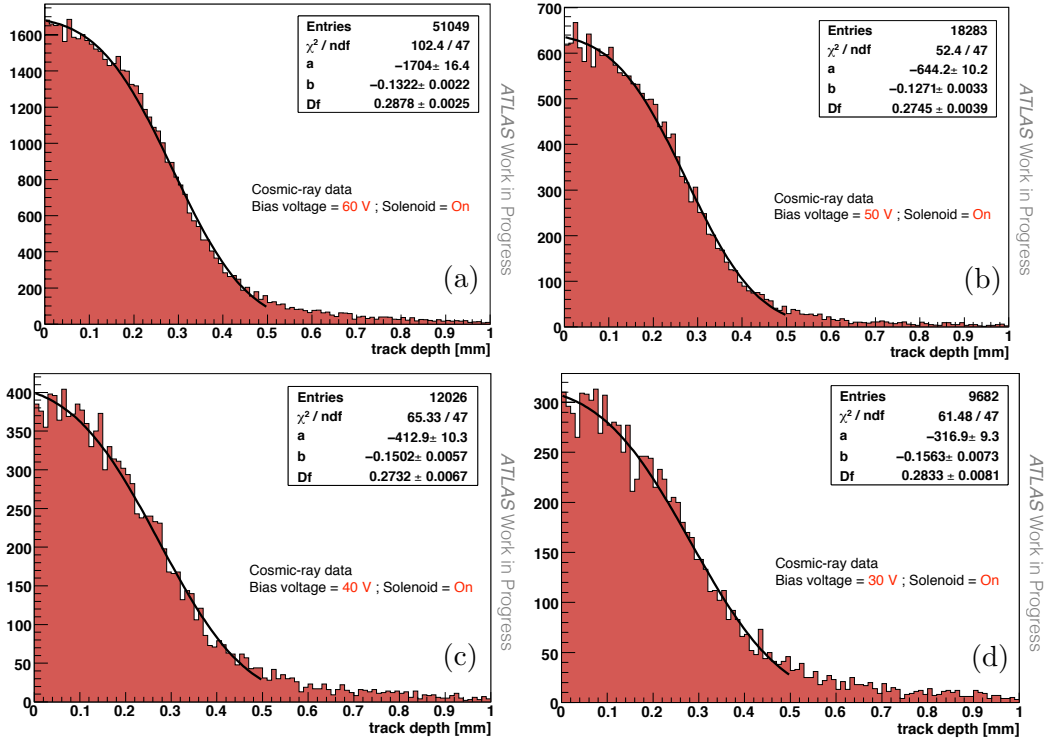 1600
1400
1200
1000
800
600
400
200
0
0 0.1 0.2 0.3 0.4 0.5 0.6 0.7 0.8 0.9 1
track depth [mm]
Entries 51049
χ² / ndf 102.4 / 47
a −1704± 16.4
b −0.1322± 0.0022
Df 0.2878 ± 0.0025
Cosmic-ray data
Bias voltage = 60 V ; Solenoid = On
(a)
ATLAS Work in Progress
700
600
500
400
300
200
100
0
0 0.1 0.2 0.3 0.4 0.5 0.6 0.7 0.8 0.9 1
track depth [mm]
Entries 18283
χ² / ndf 52.4 / 47
a −644.2± 10.2
b −0.1271± 0.0033
Df 0.2745 ± 0.0039
Cosmic-ray data
Bias voltage = 50 V ; Solenoid = On
(b)
ATLAS Work in Progress
400
350
300
250
200
150
100
50
0
0 0.1 0.2 0.3 0.4 0.5 0.6 0.7 0.8 0.9 1
track depth [mm]
Entries 12026
χ² / ndf 65.33 / 47
a −412.9± 10.3
b −0.1502± 0.0057
Df 0.2732 ± 0.0067
Cosmic-ray data
Bias voltage = 40 V ; Solenoid = On
(c)
ATLAS Work in Progress
300
250
200
150
100
50
0
0 0.1 0.2 0.3 0.4 0.5 0.6 0.7 0.8 0.9 1
track depth [mm]
Entries 9682
χ² / ndf 61.48 / 47
a −316.9± 9.3
b −0.1563± 0.0073
Df 0.2833 ± 0.0081
Cosmic-ray data
Bias voltage = 30 V ; Solenoid = On
(d)
ATLAS Work in Progress